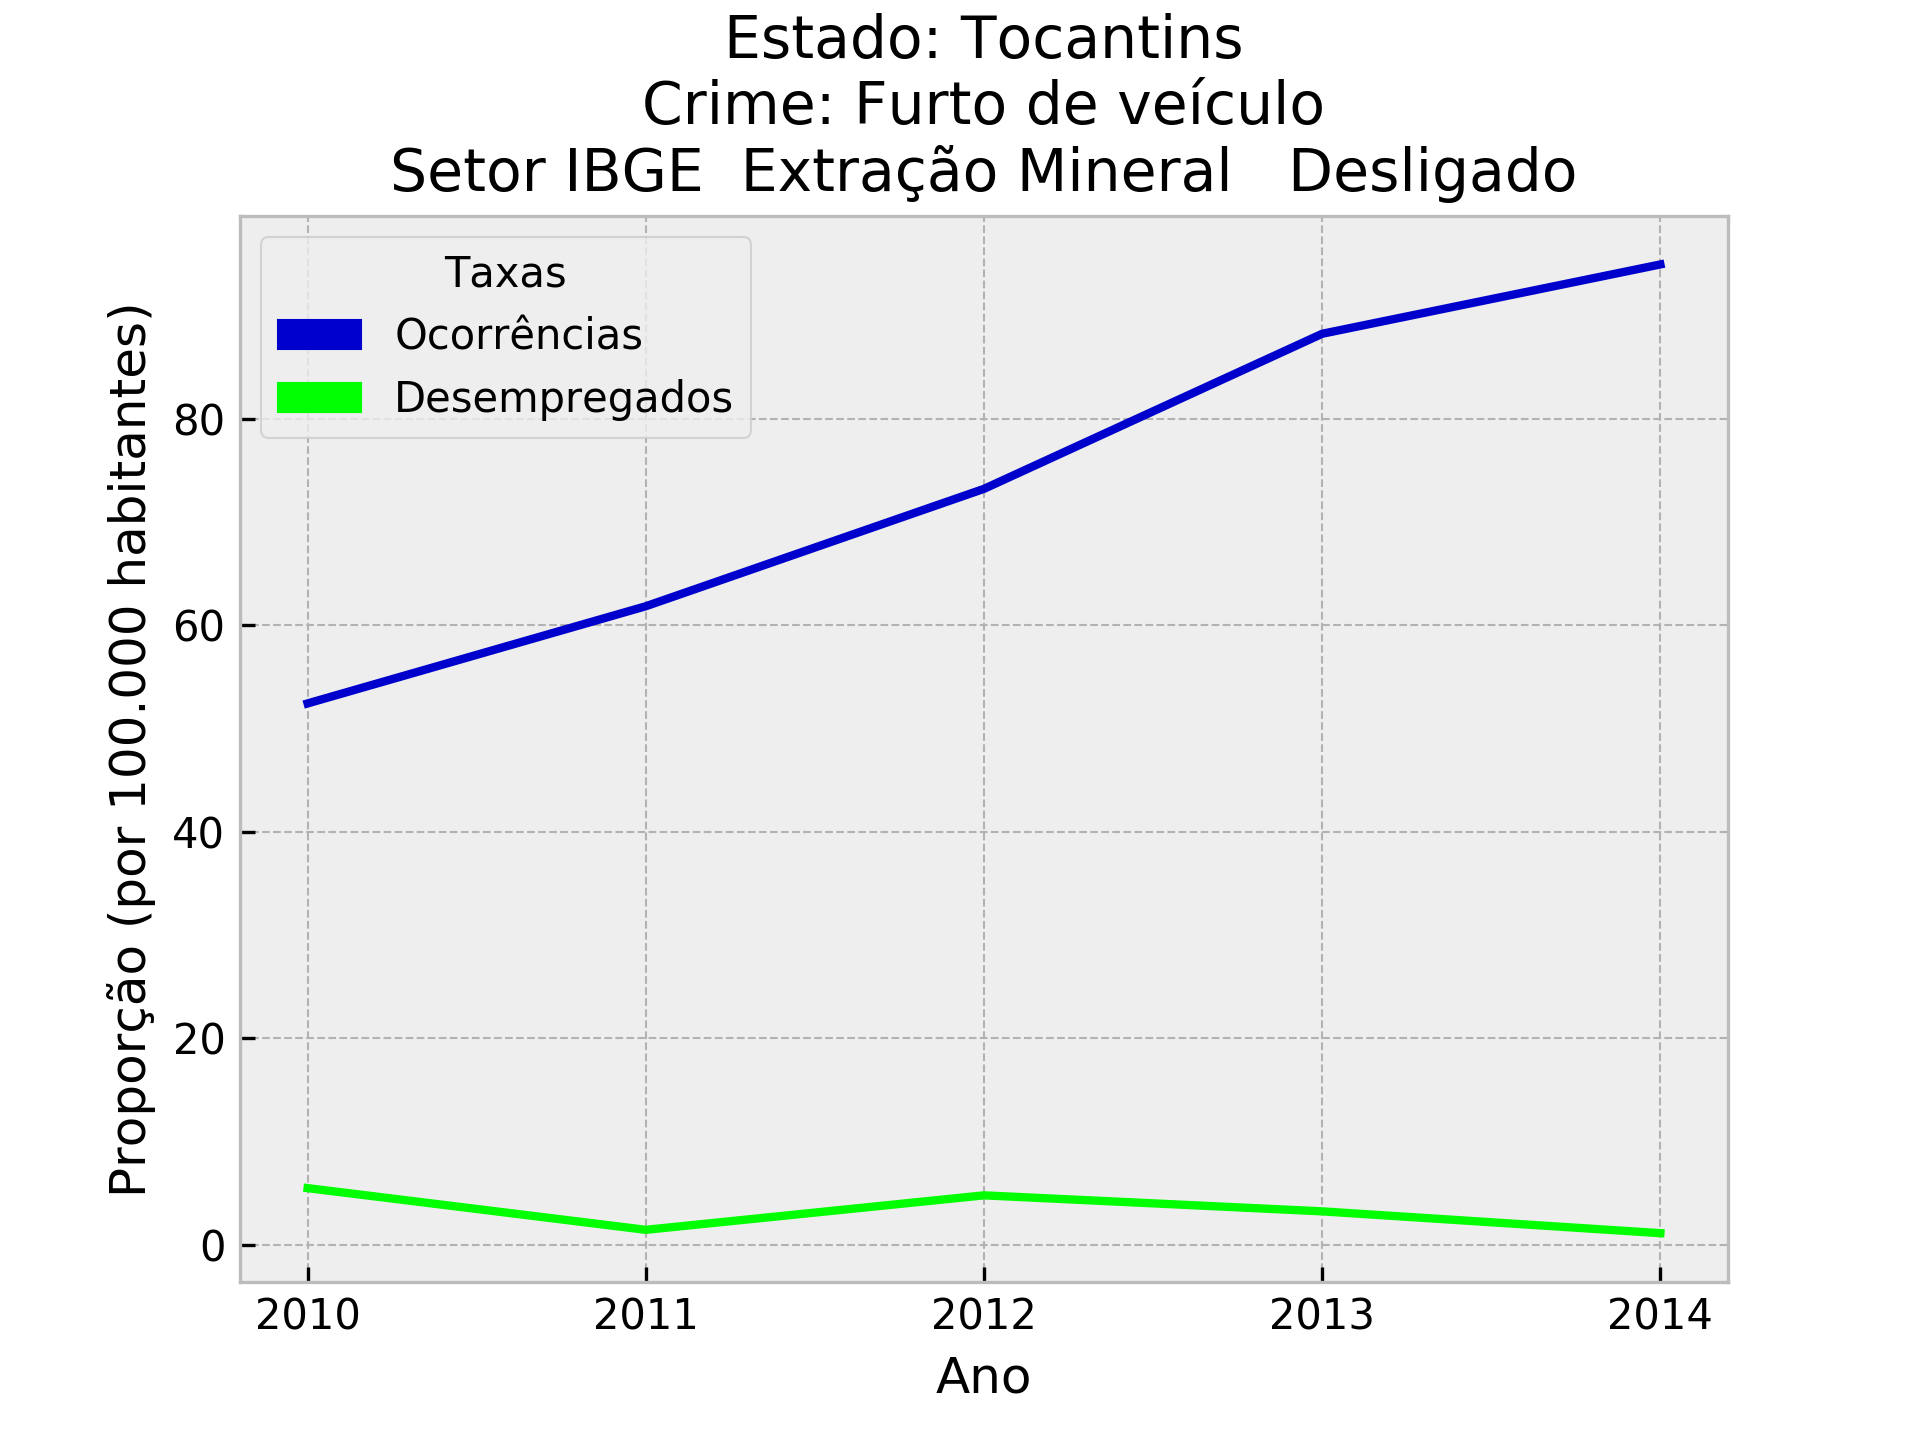 Estado: Tocantins
Crime: Furto de veículo
Setor IBGE  Extração Mineral   Desligado
Taxas
Ocorrências
Desempregados
Proporção (por 100.000 habitantes)
80
60
40
20
0
2010
2011
2012
2013
2014
Ano